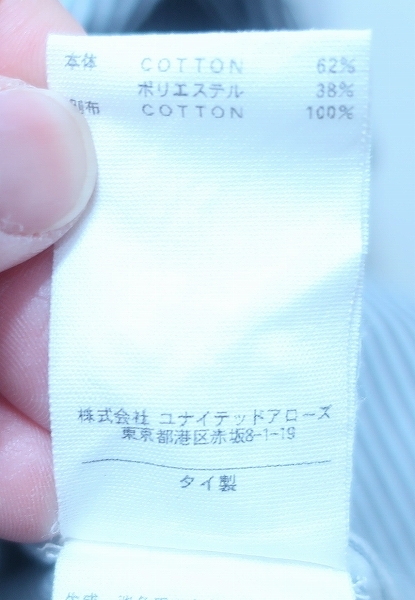 本体 COTTON 62%
ポリエステル 38%
別布 COTTON 100%
株式会社 ユナイテッドアローズ
東京都港区赤坂8-1-19
タイ製